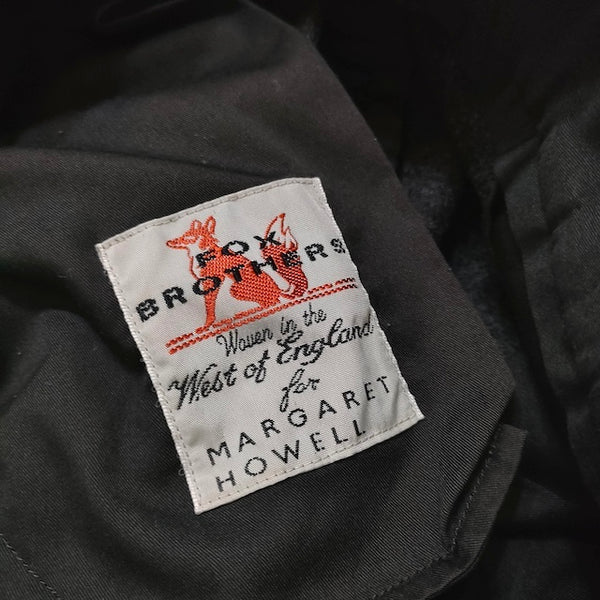 FOX
BROTHERS
Woven in the
West of England
for
MARGARET
HOWELL